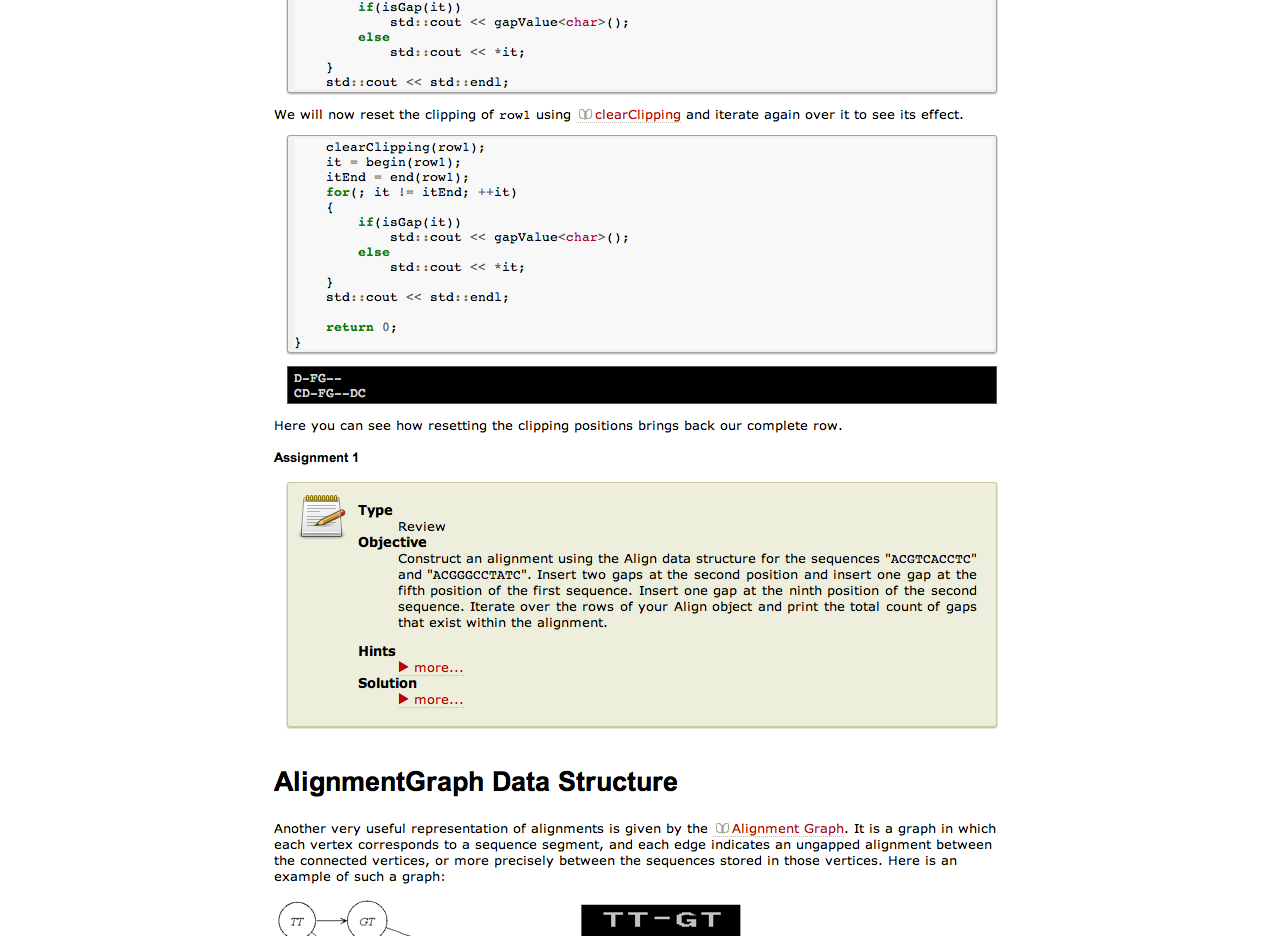 if(isGap(it))
std::cout << gapValue<char>();
else
std::cout << *it;
}
std::cout << std::endl;
We will now reset the clipping of row1 using clearClipping and iterate again over it to see its effect.
clearClipping(row1);
it = begin(row1);
itEnd = end(row1);
for(; it != itEnd; ++it)
{
if(isGap(it))
std::cout << gapValue<char>();
else
std::cout << *it;
}
std::cout << std::endl;
return 0;
}
D-FG--
CD-FG--DC
Here you can see how resetting the clipping positions brings back our complete row.
Assignment 1
Type
Review
Objective
Construct an alignment using the Align data structure for the sequences "ACGTCACCTC"
and "ACGGGCCTATC". Insert two gaps at the second position and insert one gap at the
fifth position of the first sequence. Insert one gap at the ninth position of the second
sequence. Iterate over the rows of your Align object and print the total count of gaps
that exist within the alignment.
Hints
more...
Solution
more...
AlignmentGraph Data Structure
Another very useful representation of alignments is given by the Alignment Graph. It is a graph in which
each vertex corresponds to a sequence segment, and each edge indicates an ungapped alignment between
the connected vertices, or more precisely between the sequences stored in those vertices. Here is an
example of such a graph:
TT GT
TT-GT